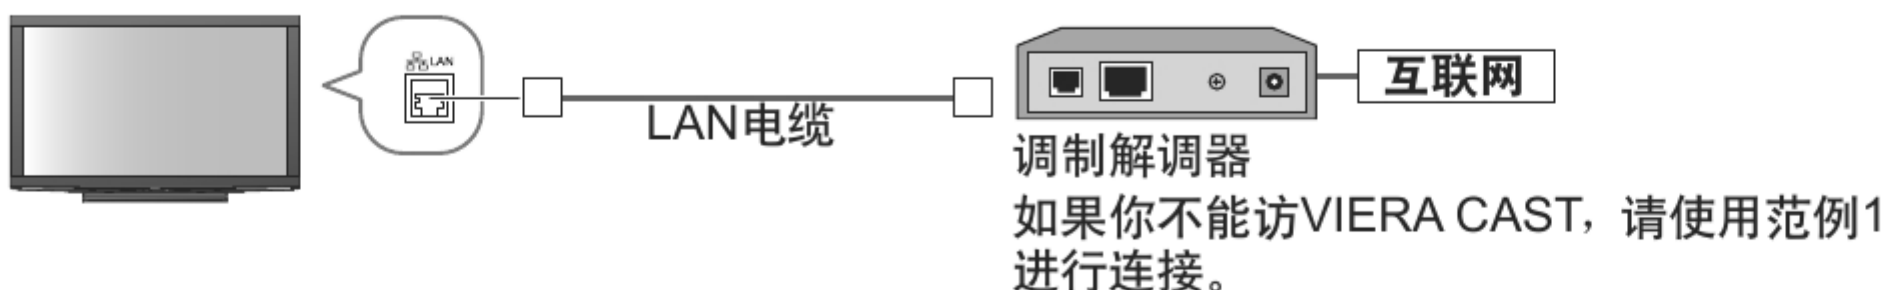 LAN
LAN电缆
互联网
调制解调器
如果你不能访VIERA CAST，请使用范例1
进行连接。